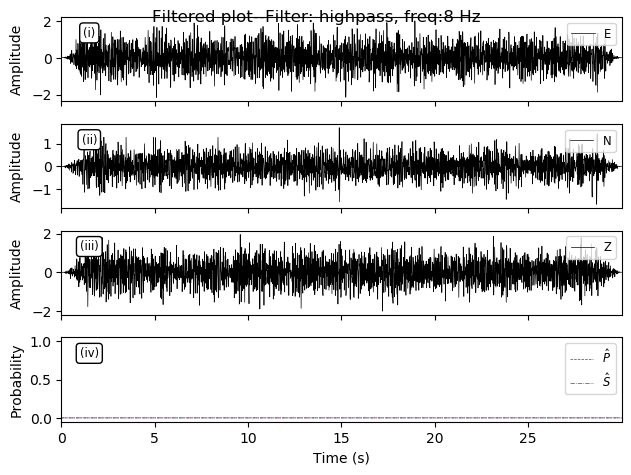 Filtered plot--Filter: highpass, freq:8 Hz
Amplitude
2
0
−2
(i)
E
Amplitude
1
0
−1
(ii)
N
Amplitude
2
0
−2
(iii)
Z
Probability
1.0
0.5
0.0
(iv)
P̂
Ŝ
0 5 10 15 20 25
Time (s)